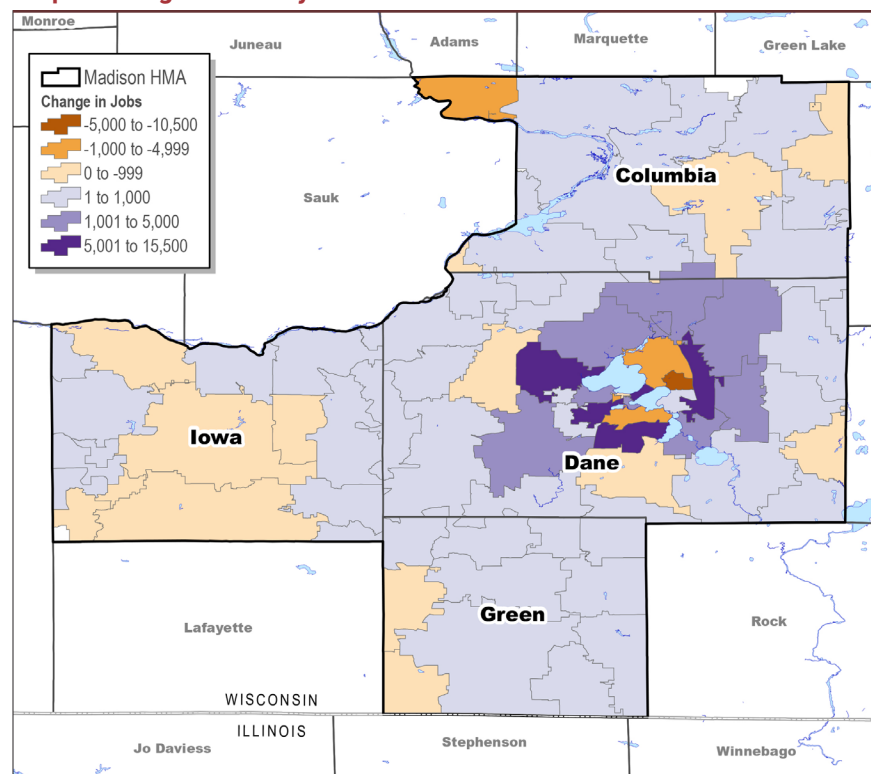 Monroe
Juneau
Adams
Marquette
Green Lake
Madison HMA
Change in Jobs
-5,000 to -10,500
-1,000 to -4,999
0 to -999
1 to 1,000
1,001 to 5,000
5,001 to 15,500
Sauk
Columbia
Iowa
Dane
Green
Lafayette
Rock
WISCONSIN
ILLINOIS
Jo Daviess
Stephenson
Winnebago